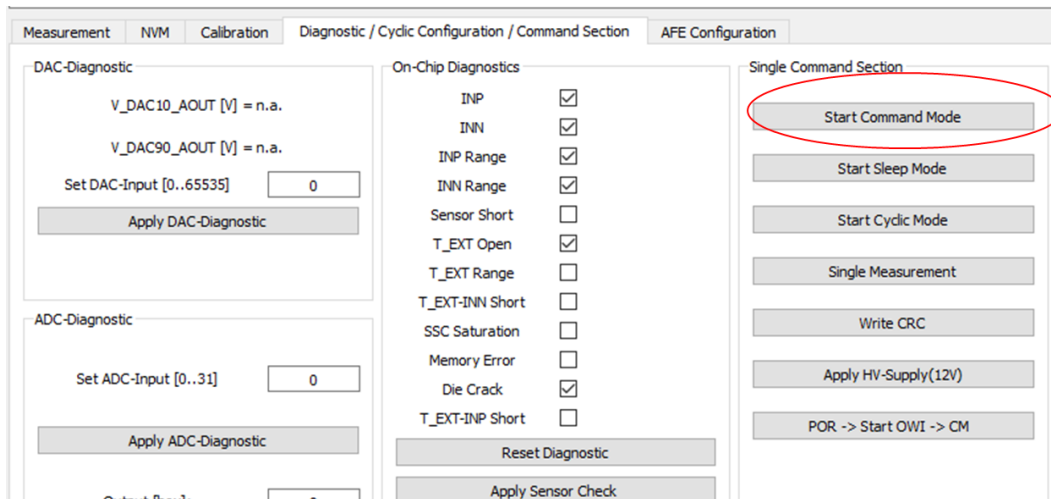 Measurement
NVM
Calibration
Diagnostic / Cyclic Configuration / Command Section
AFE Configuration
DAC-Diagnostic
V_DAC10_AOUT [V] = n.a.
V_DAC90_AOUT [V] = n.a.
Set DAC-Input [0..65535]
0
Apply DAC-Diagnostic
ADC-Diagnostic
Set ADC-Input [0..31]
0
Apply ADC-Diagnostic
On-Chip Diagnostics
INP
INN
INP Range
INN Range
Sensor Short
T_EXT Open
T_EXT Range
T_EXT-INN Short
SSC Saturation
Memory Error
Die Crack
T_EXT-INP Short
Reset Diagnostic
Apply Sensor Check
Single Command Section
Start Command Mode
Start Sleep Mode
Start Cyclic Mode
Single Measurement
Write CRC
Apply HV-Supply(12V)
POR -> Start OWI -> CM